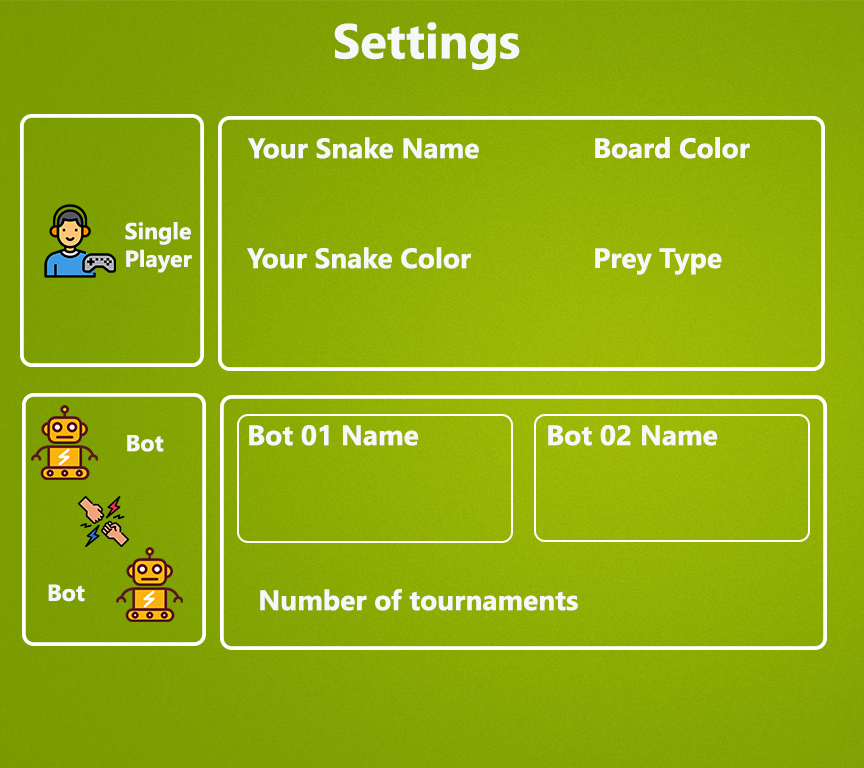 Settings
Single
Player
Your Snake Name
Board Color
Your Snake Color
Prey Type
Bot
Bot
Bot 01 Name
Bot 02 Name
Number of tournaments